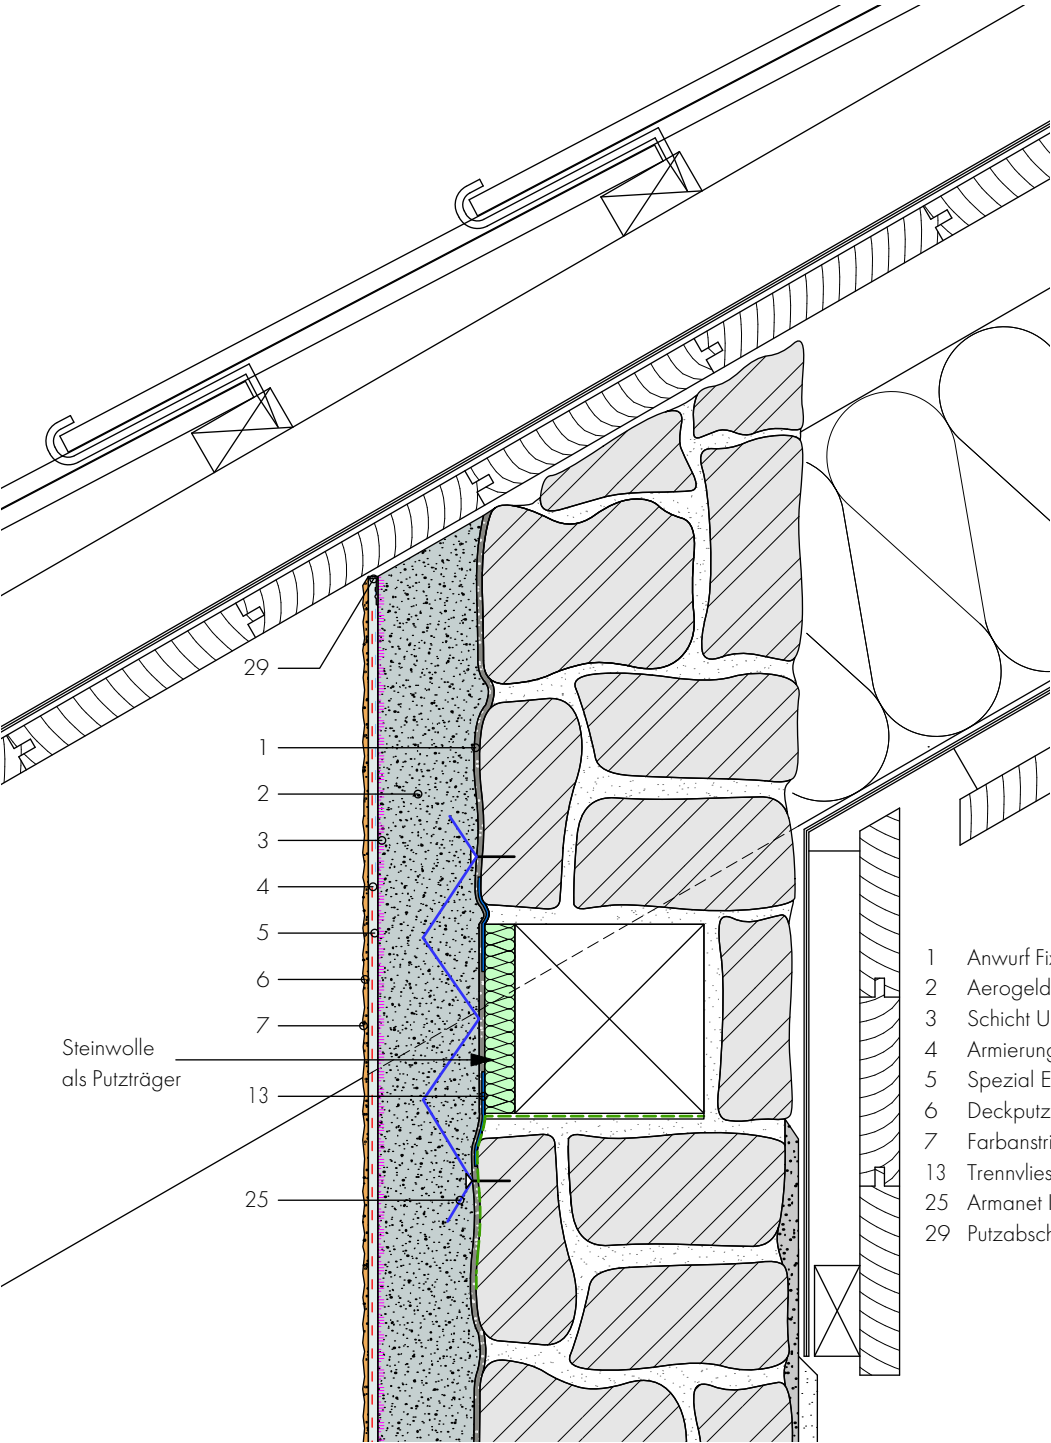 29
1
2
3
4
5
6
7
Steinwolle
als Putzträger
13
25
1 Anwurf
2
3 Schicht
4
5 Spezial
6 Deckputz
7
13 Trennvlies
25 Armanet
29